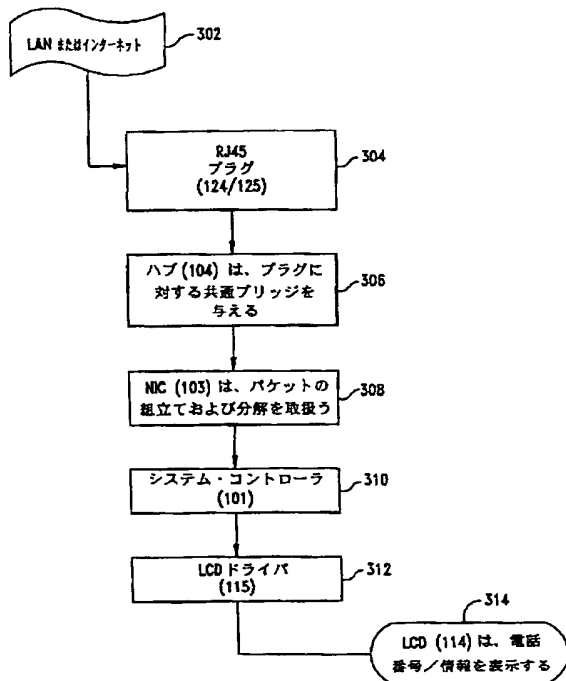 LAN またはインターネット
302
RJ45
プラグ
(124/125)
304
ハブ (104) は、プラグに
対する共通ブリッジを
与える
306
NIC (103) は、パケットの
組立ておよび分解を取扱う
308
システム・コントローラ
(101)
310
LCD ドライバ
(115)
312
314
LCD (114) は、電話
番号／情報を表示する